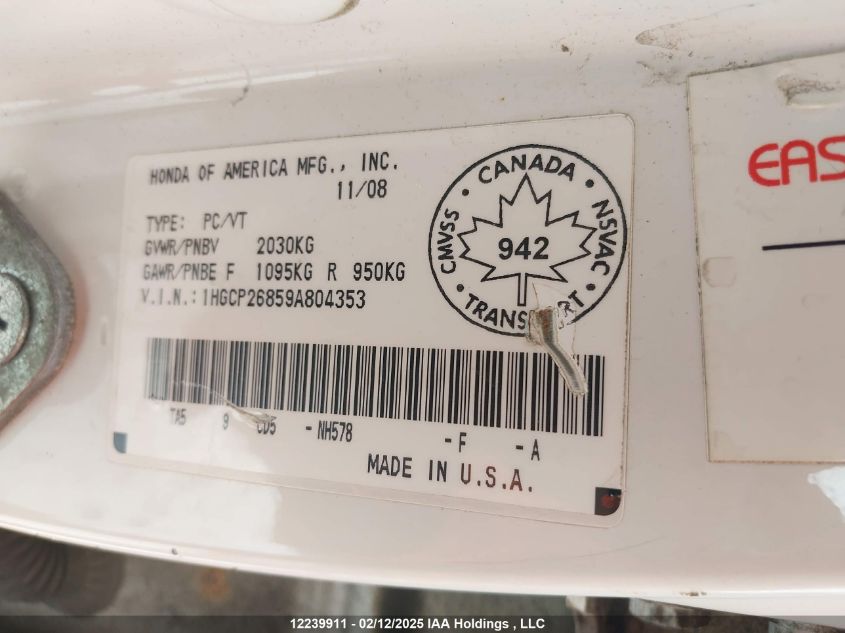 HONDA OF AMERICA MFG., INC.
11/08
TYPE: PC/VT
GVWR/PNBV 2030KG
GAWR/PNBE F 1095KG R 950KG
V.I.N.:1HGCP26859A804353
CANADA
CMVSS
942
NSVAC
TA5 9 CD5 -NH578 -F -A
MADE IN U.S.A.
EAS
12239911 - 02/12/2025 IAA Holdings , LLC